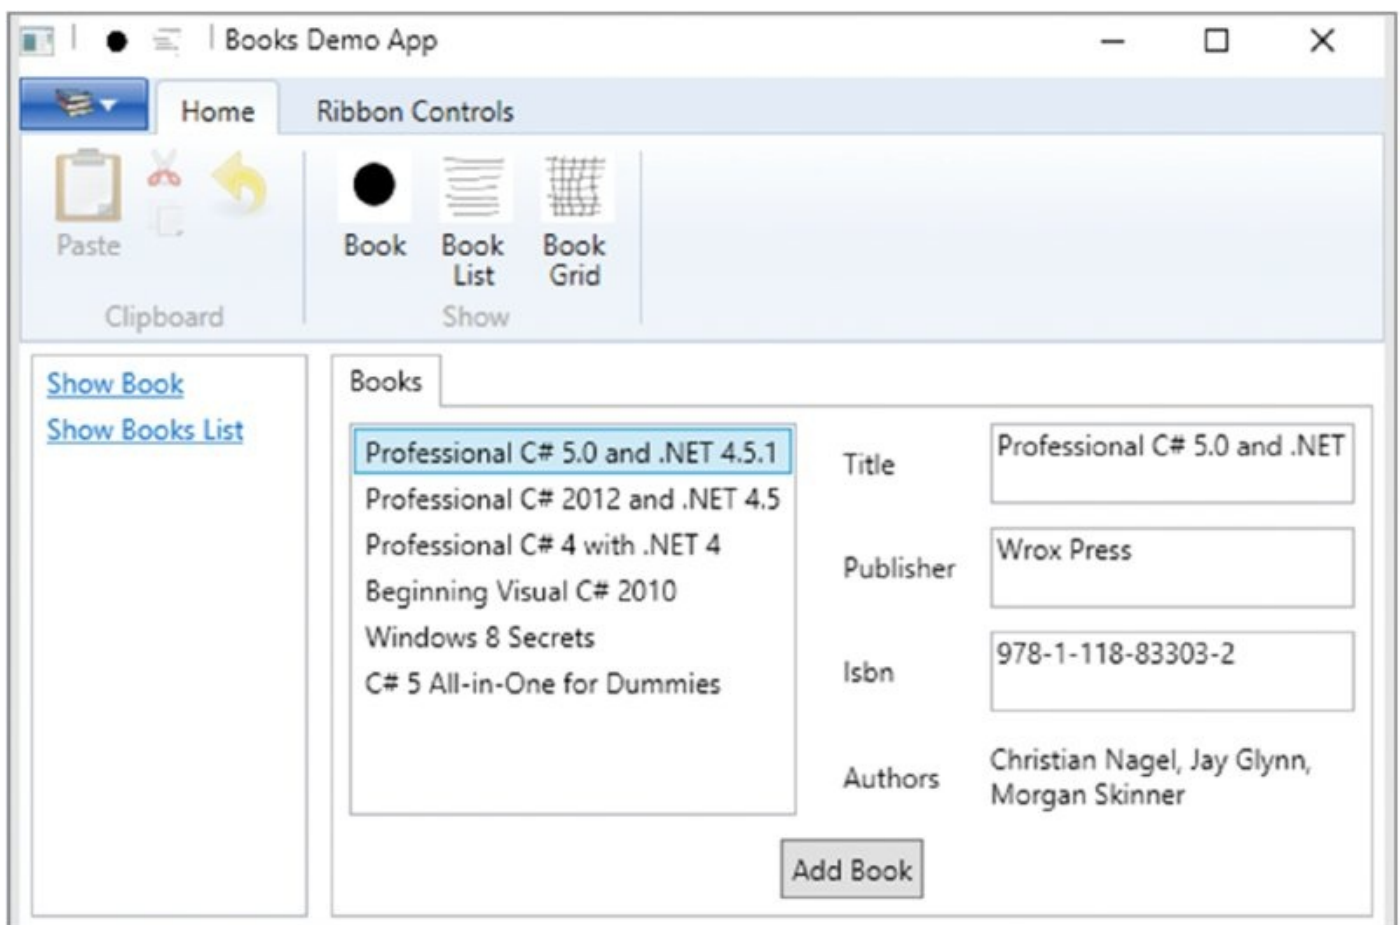 Books Demo App
Home
Ribbon Controls
Paste
Clipboard
Book
Book
List
Book
Grid
Show
Show Book
Show Books List
Books
Professional C# 5.0 and .NET 4.5.1
Professional C# 2012 and .NET 4.5
Professional C# 4 with .NET 4
Beginning Visual C# 2010
Windows 8 Secrets
C# 5 All-in-One for Dummies
Title
Professional C# 5.0 and .NET
Publisher
Wrox Press
Isbn
978-1-118-83303-2
Authors
Christian Nagel, Jay Glynn,
Morgan Skinner
Add Book